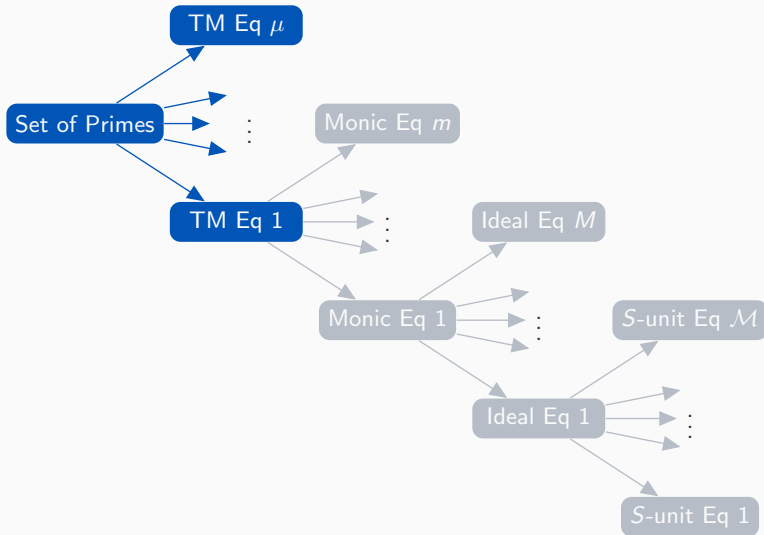 TM Eq μ
Set of Primes
⋮
Monic Eq m
TM Eq 1
⋮
Ideal Eq M
Monic Eq 1
⋮
S-unit Eq ℳ
Ideal Eq 1
⋮
S-unit Eq 1